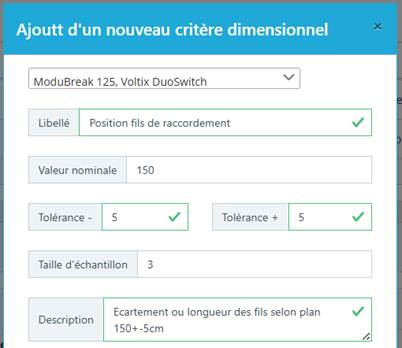 Ajoutt d'un nouveau critère dimensionnel ×
ModuBreak 125, Voltix DuoSwitch
Libellé Position fils de raccordement
Valeur nominale 150
Tolérance - 5 Tolérance + 5
Taille d'échantillon 3
Description Ecartement ou longueur des fils selon plan
150+-5cm